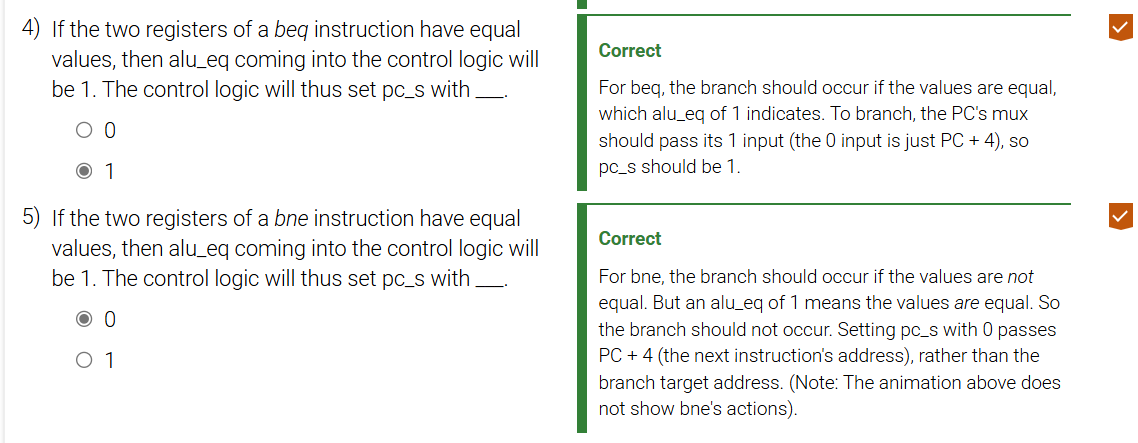 4) If the two registers of a beq instruction have equal
values, then alu_eq coming into the control logic will
be 1. The control logic will thus set pc_s with ___.
0
1
Correct
For beq, the branch should occur if the values are equal,
which alu_eq of 1 indicates. To branch, the PC's mux
should pass its 1 input (the 0 input is just PC + 4), so
pc_s should be 1.
5) If the two registers of a bne instruction have equal
values, then alu_eq coming into the control logic will
be 1. The control logic will thus set pc_s with ___.
0
1
Correct
For bne, the branch should occur if the values are not
equal. But an alu_eq of 1 means the values are equal. So
the branch should not occur. Setting pc_s with 0 passes
PC + 4 (the next instruction's address), rather than the
branch target address. (Note: The animation above does
not show bne's actions).